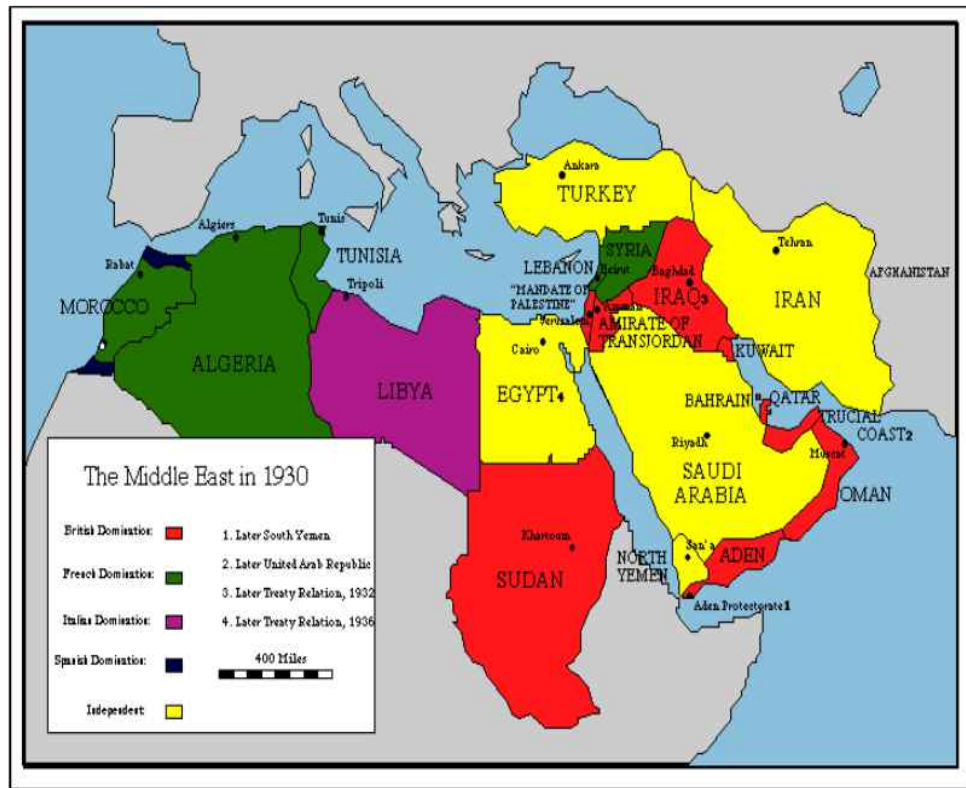 Ankara
TURKEY
Algiers
Tunis
TUNISIA
SYRIA
Tehran
Rabat
LEBANON
Beirut
Baghdad
AFGHANISTAN
Tripoli
"MANDATE OF
PALESTINE"
MOROCCO
IRAQ3
IRAN
Amman
Jerusalem
AMIRATE OF
TRANSJORDAN
Cairo
KUWAIT
ALGERIA
LIBYA
EGYPT4
BAHRAIN
QATAR
TRUCIAL
COAST2
Riyadh
Muscat
SAUDI
ARABIA
OMAN
Khartoum
San'a
NORTH
YEMEN
ADEN
SUDAN
Aden Protectorate1
The Middle East in 1930
British Domination:
French Domination:
Italian Domination:
Spanish Domination:
Independent:
1. Later South Yemen
2. Later United Arab Republic
3. Later Treaty Relation, 1932
4. Later Treaty Relation, 1936
400 Miles